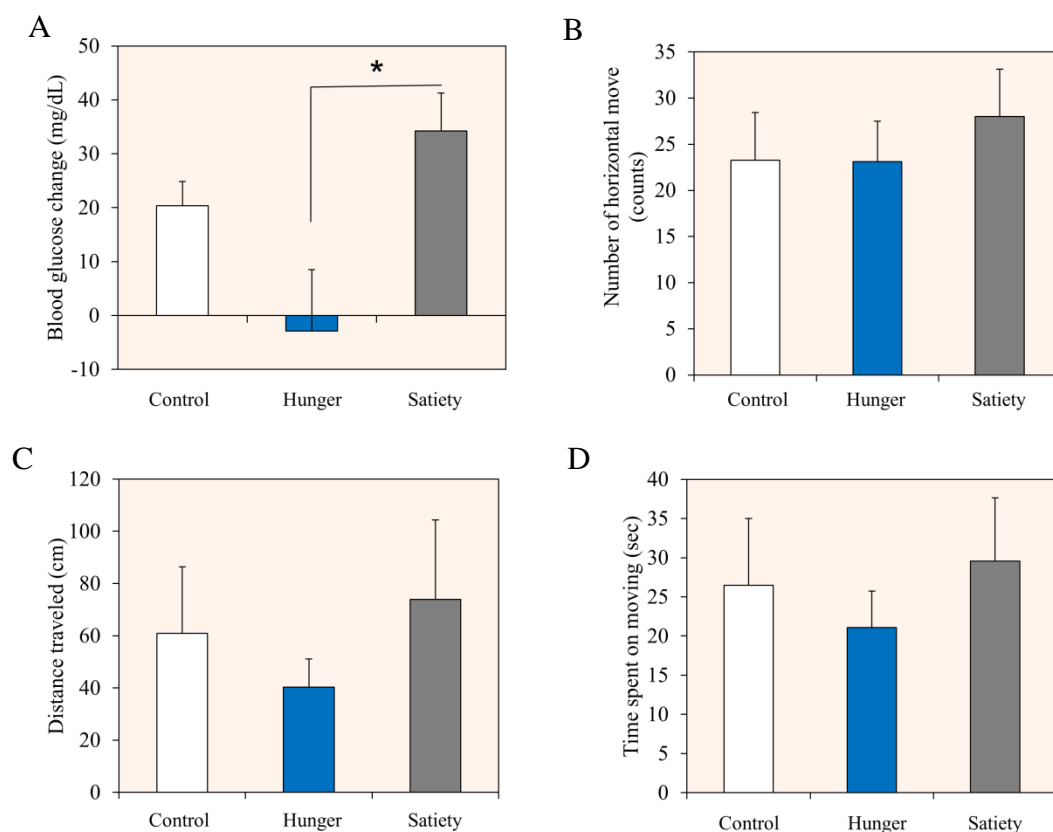 A
Blood glucose change (mg/dL)
50
40
30
20
10
0
-10
*
Control Hunger Satiety
B
Number of horizontal move
(counts)
35
30
25
20
15
10
5
0
Control Hunger Satiety
C
Distance traveled (cm)
120
100
80
60
40
20
0
Control Hunger Satiety
D
Time spent on moving (sec)
40
35
30
25
20
15
10
5
0
Control Hunger Satiety